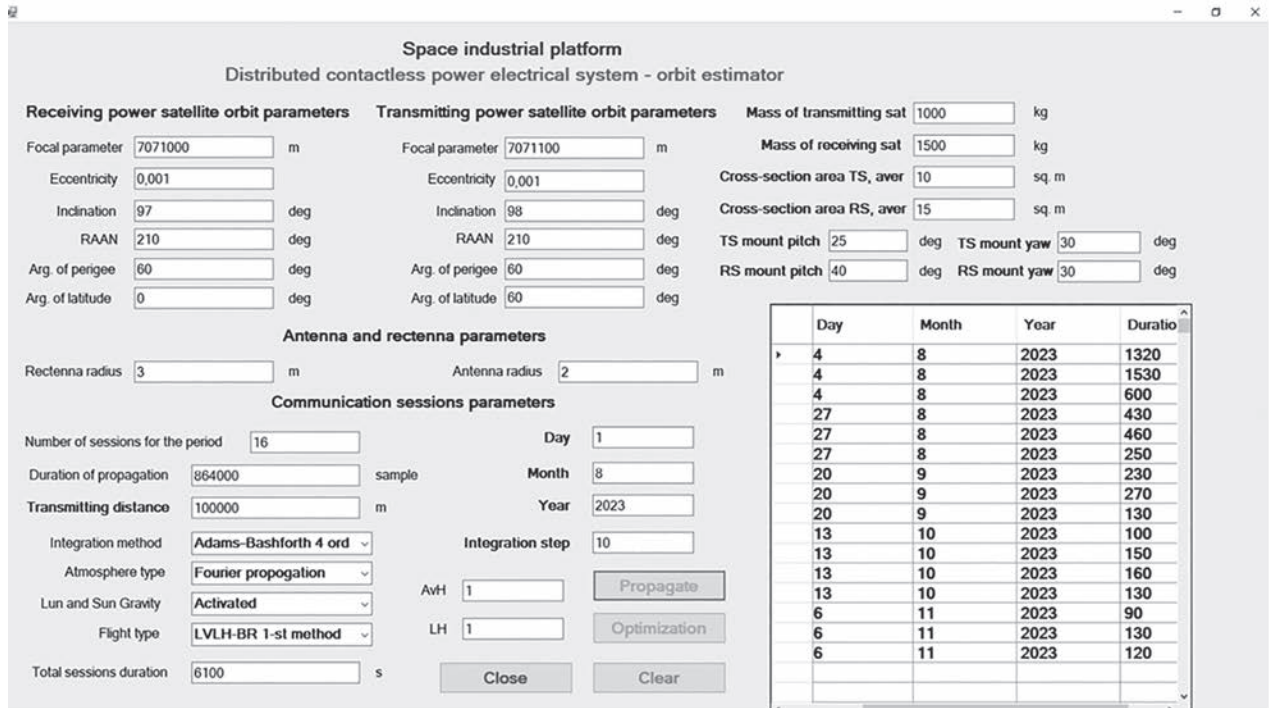 Space industrial platform
Distributed contactless power electrical system - orbit estimator
Receiving power satellite orbit parameters
Focal parameter 7071000 m
Eccentricity 0,001
Inclination 97 deg
RAAN 210 deg
Arg. of perigee 60 deg
Arg. of latitude 0 deg
Transmitting power satellite orbit parameters
Focal parameter 7071100 m
Eccentricity 0,001
Inclination 98 deg
RAAN 210 deg
Arg. of perigee 60 deg
Arg. of latitude 60 deg
Mass of transmitting sat 1000 kg
Mass of receiving sat 1500 kg
Cross-section area TS, aver 10 sq. m
Cross-section area RS, aver 15 sq. m
TS mount pitch 25 deg TS mount yaw 30 deg
RS mount pitch 40 deg RS mount yaw 30 deg
Antenna and rectenna parameters
Rectenna radius 3 m Antenna radius 2 m
Communication sessions parameters
Number of sessions for the period 16
Duration of propagation 864000 sample
Transmitting distance 100000 m
Integration method Adams-Bashforth 4 ord
Atmosphere type Fourier propogation
Lun and Sun Gravity Activated
Flight type LVLH-BR 1-st method
Total sessions duration 6100 s
Day 1
Month 8
Year 2023
Integration step 10
AvH 1
LH 1
Propagate
Optimization
Close
Clear
Day Month Year Duratio
4 8 2023 1320
4 8 2023 1530
4 8 2023 600
27 8 2023 430
27 8 2023 460
27 8 2023 250
20 9 2023 230
20 9 2023 270
20 9 2023 130
13 10 2023 100
13 10 2023 150
13 10 2023 160
13 10 2023 130
6 11 2023 90
6 11 2023 130
6 11 2023 120